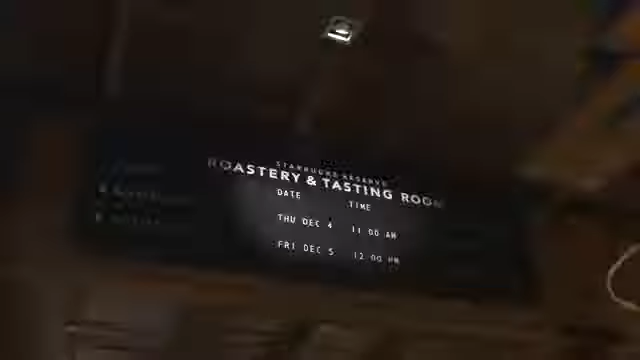 STARBUCKS RESERVE
ROASTERY & TASTING ROOM
DATE TIME
THU DEC 4 11 00 AM
FRI DEC 5 12 00 PM